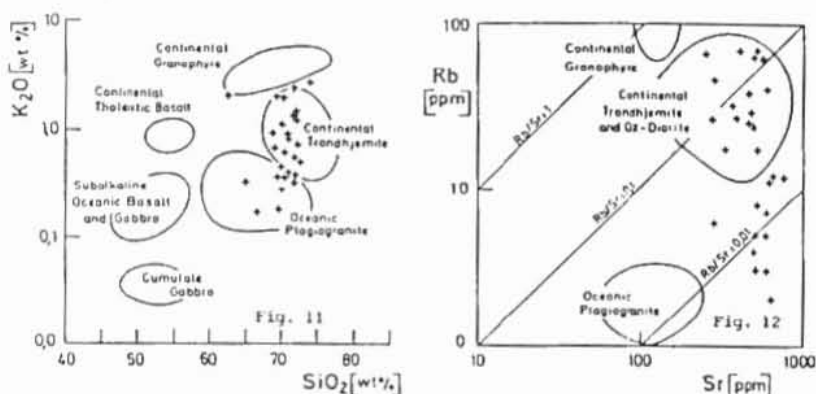 K₂O[wt %]
10
1.0
0,1
0,0
40
50
60
70
80
SiO₂[wt%]
Continental
Granophyre
Continental
Tholeiitic Basalt
Continental
Trondhjemite
Subalkaline
Oceanic Basalt
and Gabbro
Oceanic
Plagiogranite
Cumulate
Gabbro
Fig. 11
Rb
[ppm]
100
10
0
10
100
1000
Sr[ppm]
Continental
Granophyre
Continental
Trondhjemite
and Qz-Diorite
Rb/Sr=1
Rb/Sr=0,1
Rb/Sr=0,01
Oceanic
Plagiogranite
Fig. 12